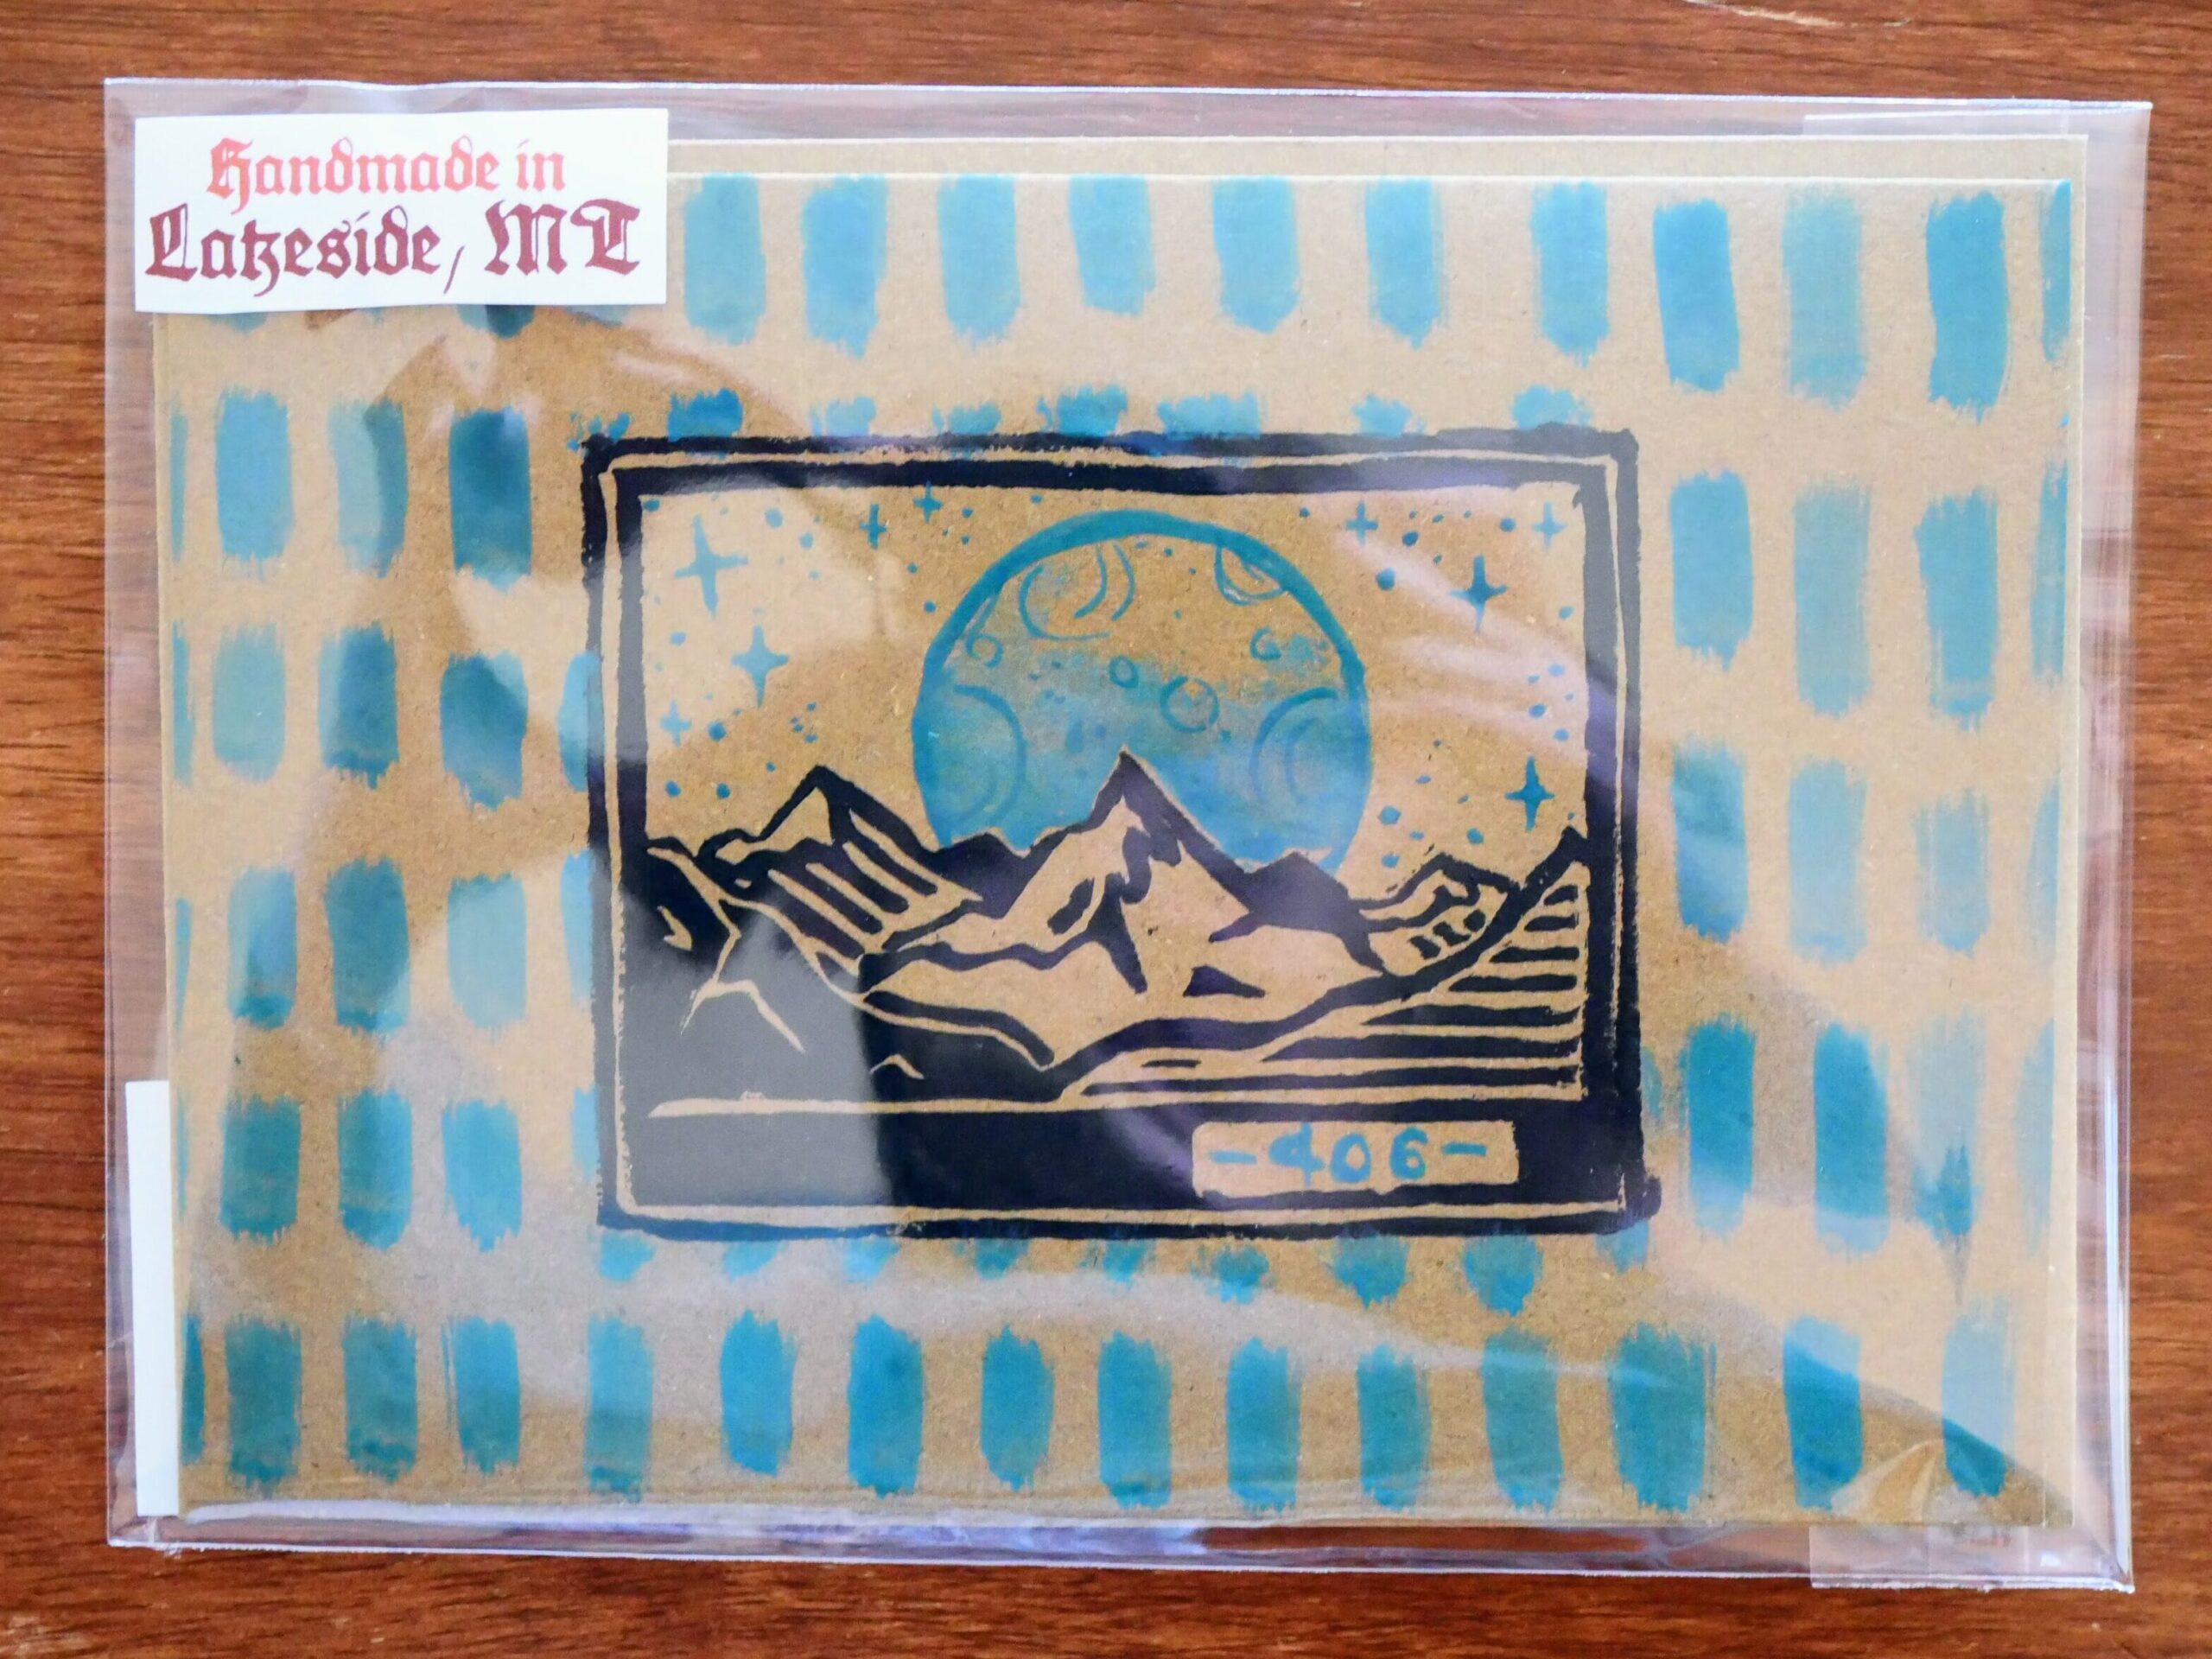 Handmade in
Lakeside, MT
-406-